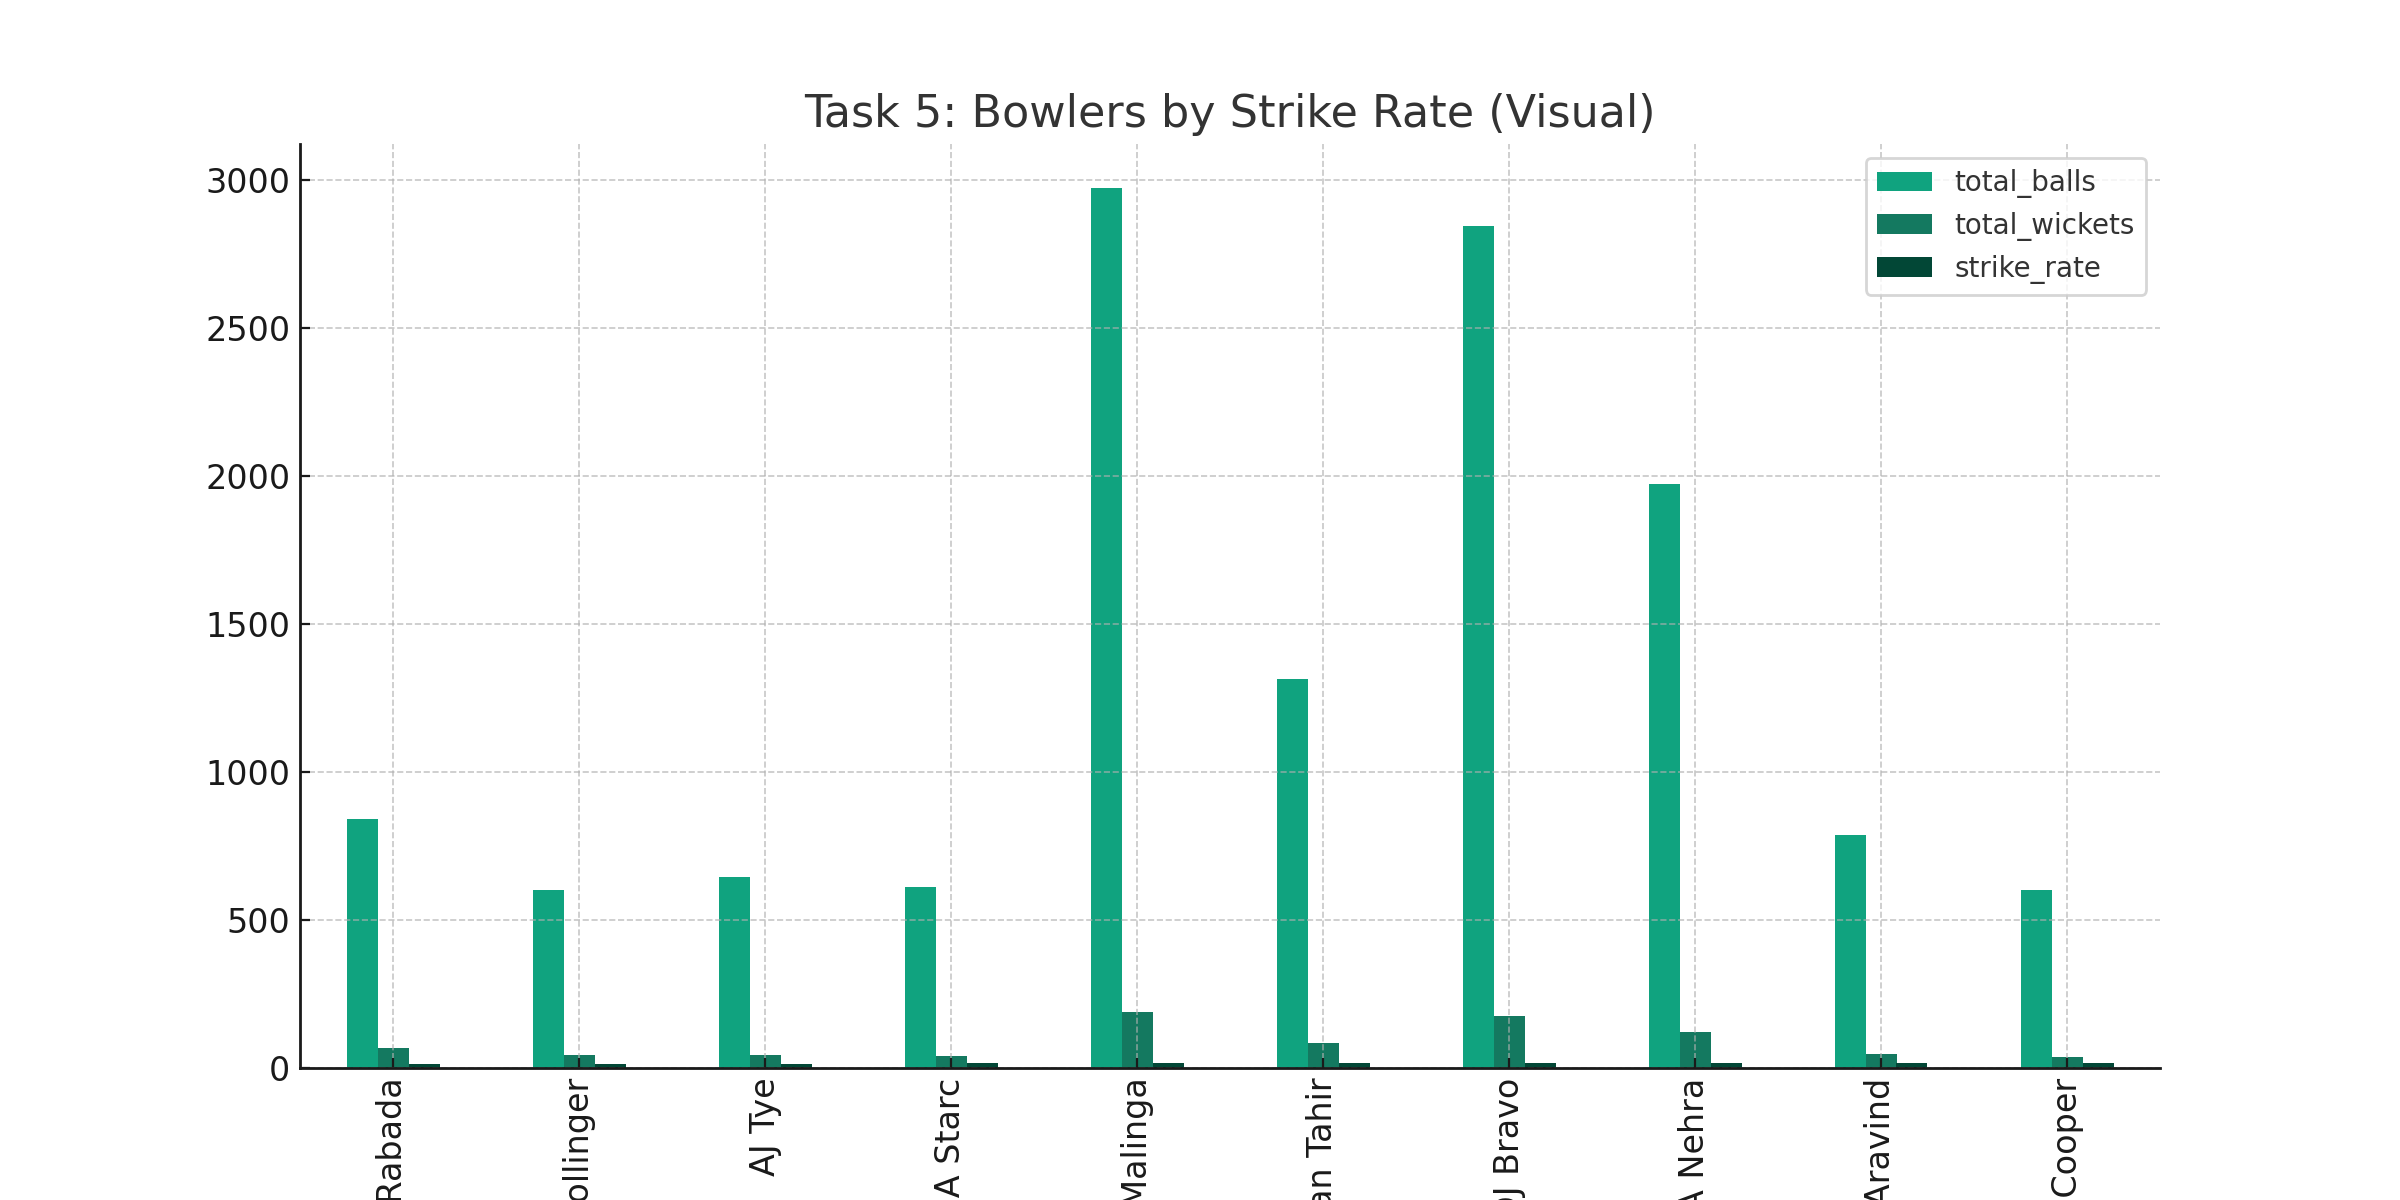 Task 5: Bowlers by Strike Rate (Visual)
total_balls
total_wickets
strike_rate
3000
2500
2000
1500
1000
500
0
Rabada
ollinger
AJ Tye
A Starc
Malinga
an Tahir
DJ Bravo
A Nehra
Aravind
Cooper